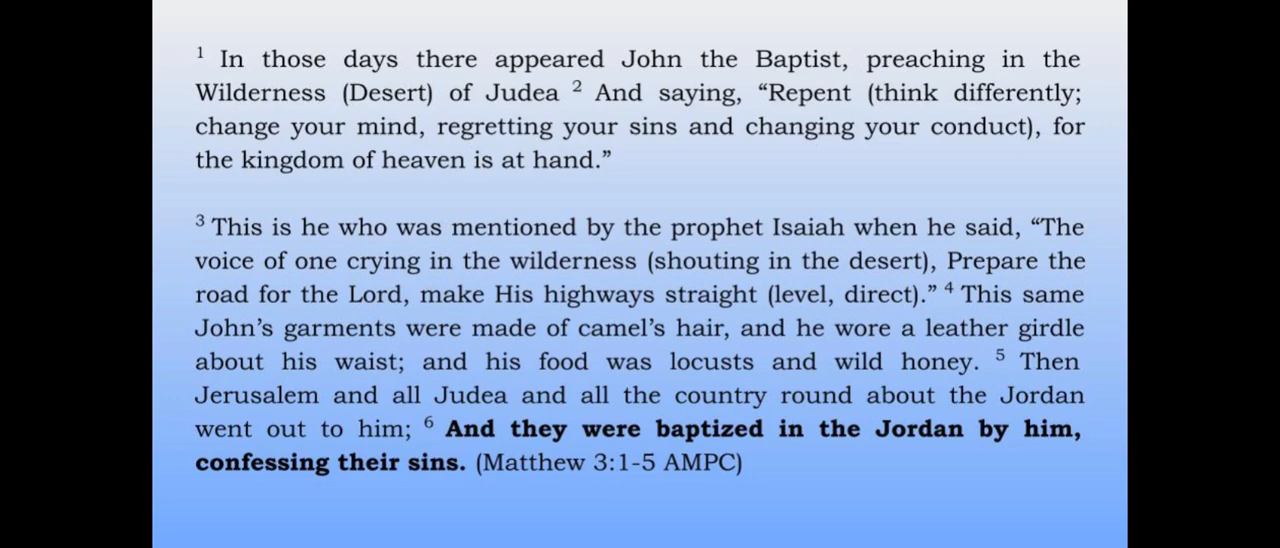 ¹ In those days there appeared John the Baptist, preaching in the
Wilderness (Desert) of Judea ² And saying, “Repent (think differently;
change your mind, regretting your sins and changing your conduct), for
the kingdom of heaven is at hand.”
³ This is he who was mentioned by the prophet Isaiah when he said, “The
voice of one crying in the wilderness (shouting in the desert), Prepare the
road for the Lord, make His highways straight (level, direct).” ⁴ This same
John’s garments were made of camel’s hair, and he wore a leather girdle
about his waist; and his food was locusts and wild honey. ⁵ Then
Jerusalem and all Judea and all the country round about the Jordan
went out to him; ⁶ And they were baptized in the Jordan by him,
confessing their sins. (Matthew 3:1-5 AMPC)